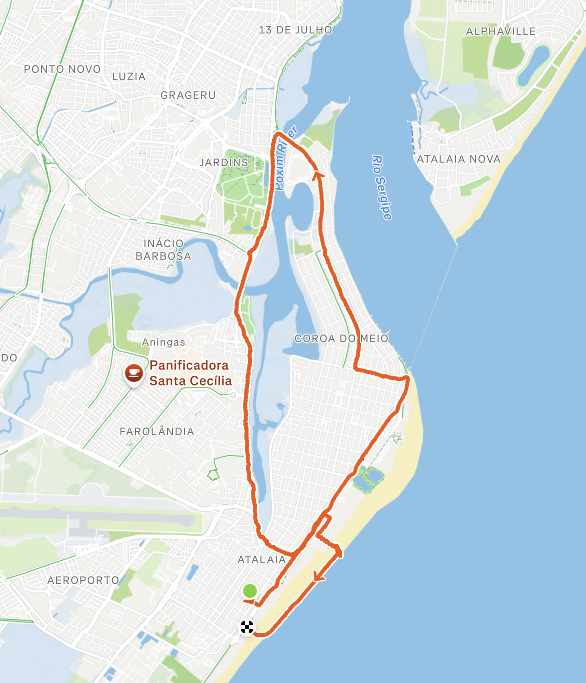 13 DE JULHO
ALPHAVILLE
PONTO NOVO
LUZIA
GRAGERU
JARDINS
Poxim River
Rio Sergipe
ATALAIA NOVA
INÁCIO
BARBOSA
DO
Aningas
COROA DO MEIO
Panificadora
Santa Cecília
FAROLÂNDIA
ATALAIA
AEROPORTO